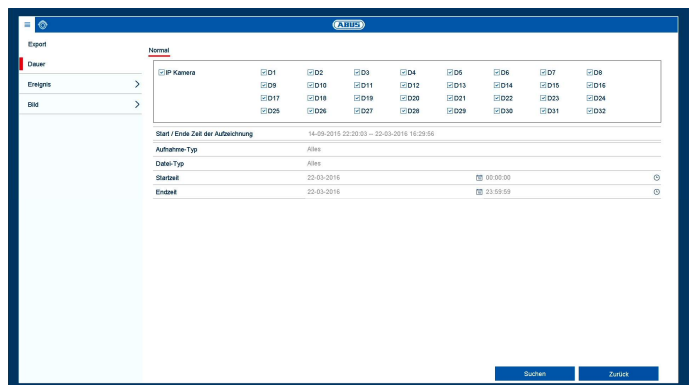 ABUS
Export
Dauer
Ereignis
Bild
Normal
IP Kamera D1 D2 D3 D4 D5 D6 D7 D8
D9 D10 D11 D12 D13 D14 D15 D16
D17 D18 D19 D20 D21 D22 D23 D24
D25 D26 D27 D28 D29 D30 D31 D32
Start / Ende Zeit der Aufzeichnung 14-09-2015 22:20:03 -- 22-03-2016 16:29:56
Aufnahme-Typ Alles
Datei-Typ Alles
Startzeit 22-03-2016 00:00:00
Endzeit 22-03-2016 23:59:59
Suchen Zurück